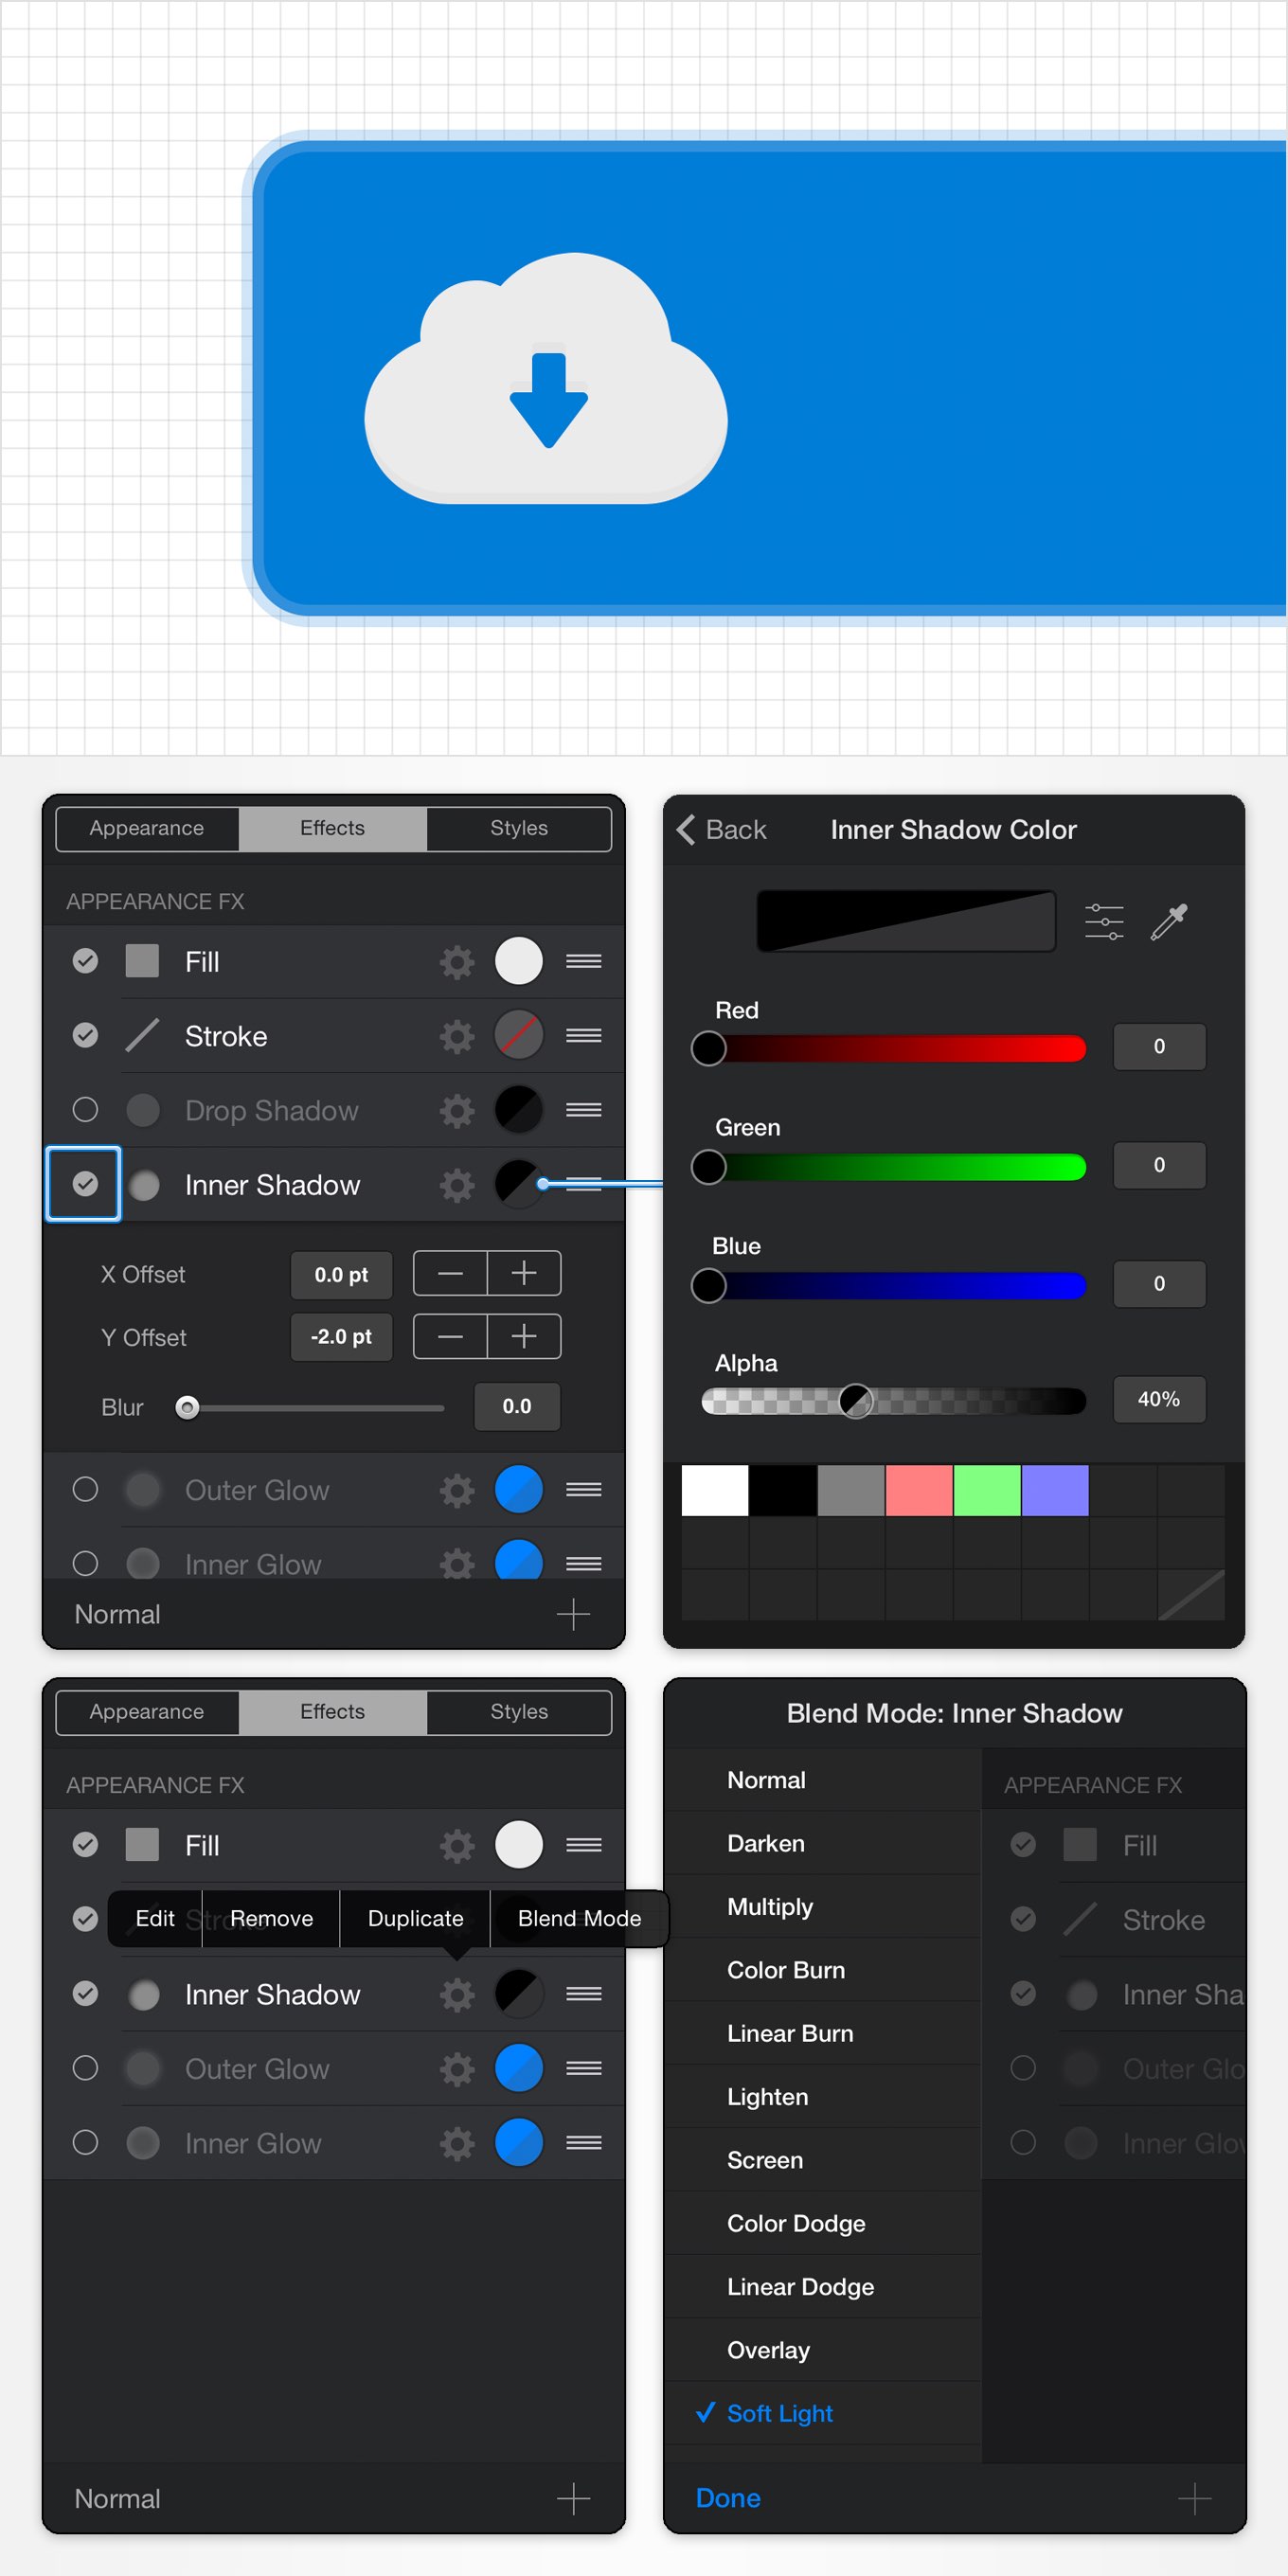 Appearance Effects Styles
APPEARANCE FX
Fill
Stroke
Drop Shadow
Inner Shadow
X Offset 0.0 pt
Y Offset -2.0 pt
Blur 0.0
Outer Glow
Inner Glow
Normal
Back Inner Shadow Color
Red
0
Green
0
Blue
0
Alpha
40%
Appearance Effects Styles
APPEARANCE FX
Fill
Stroke
Edit Remove Duplicate Blend Mode
Inner Shadow
Outer Glow
Inner Glow
Normal
Blend Mode: Inner Shadow
Normal
Darken
Multiply
Color Burn
Linear Burn
Lighten
Screen
Color Dodge
Linear Dodge
Overlay
Soft Light
Done
APPEARANCE FX
Fill
Stroke
Inner Sha
Outer Glo
Inner Glo